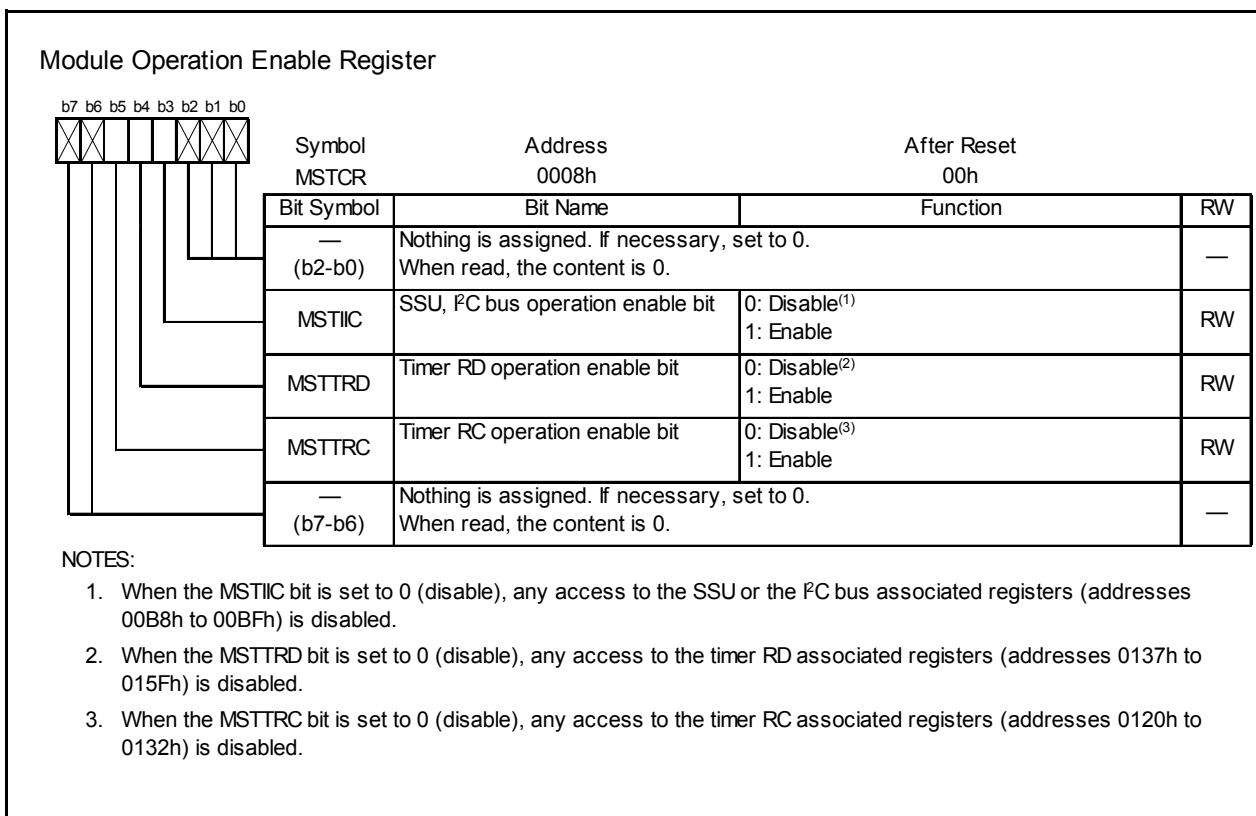 Module Operation Enable Register
b7 b6 b5 b4 b3 b2 b1 b0
Symbol Address After Reset
MSTCR 0008h 00h
Bit Symbol Bit Name Function RW
— Nothing is assigned. If necessary, set to 0.
(b2-b0) When read, the content is 0. —
MSTIIC SSU, I²C bus operation enable bit 0: Disable(1) RW
1: Enable
MSTTRD Timer RD operation enable bit 0: Disable(2) RW
1: Enable
MSTTRC Timer RC operation enable bit 0: Disable(3) RW
1: Enable
— Nothing is assigned. If necessary, set to 0.
(b7-b6) When read, the content is 0. —
NOTES:
1. When the MSTIIC bit is set to 0 (disable), any access to the SSU or the I²C bus associated registers (addresses
00B8h to 00BFh) is disabled.
2. When the MSTTRD bit is set to 0 (disable), any access to the timer RD associated registers (addresses 0137h to
015Fh) is disabled.
3. When the MSTTRC bit is set to 0 (disable), any access to the timer RC associated registers (addresses 0120h to
0132h) is disabled.